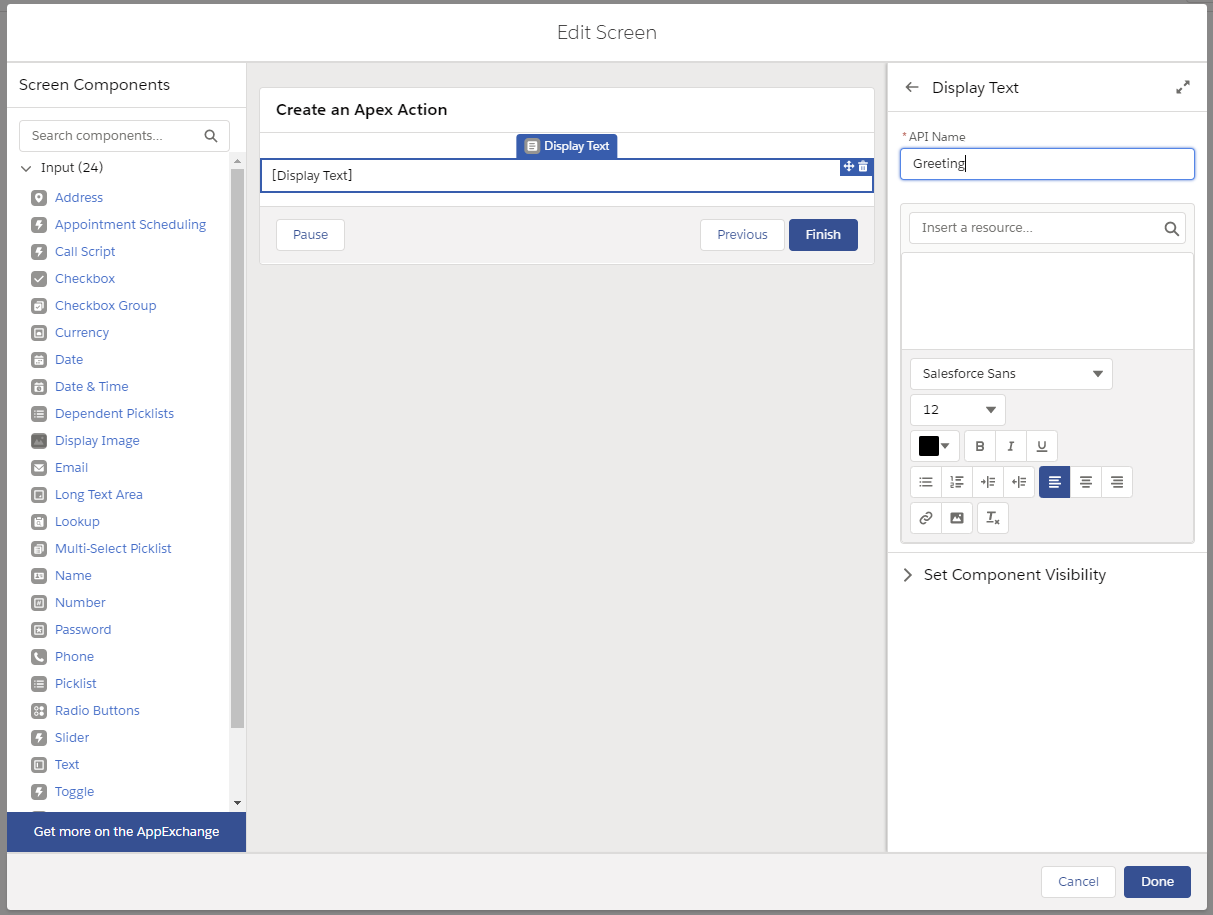 Edit Screen
Screen Components
Search components...
Input (24)
Address
Appointment Scheduling
Call Script
Checkbox
Checkbox Group
Currency
Date
Date & Time
Dependent Picklists
Display Image
Email
Long Text Area
Lookup
Multi-Select Picklist
Name
Number
Password
Phone
Picklist
Radio Buttons
Slider
Text
Toggle
Get more on the AppExchange
Create an Apex Action
Display Text
[Display Text]
Pause
Previous
Finish
Display Text
*API Name
Greeting
Insert a resource...
Salesforce Sans
12
B I U
Set Component Visibility
Cancel
Done